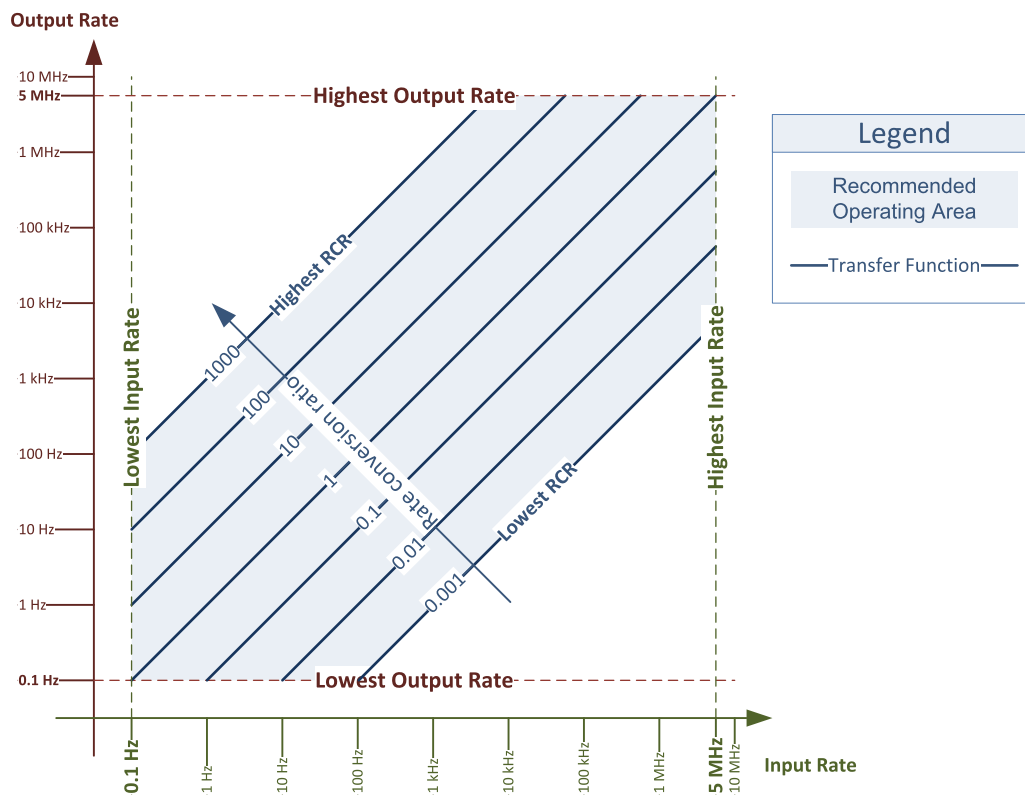 Output Rate
10 MHz
5 MHz
1 MHz
100 kHz
10 kHz
1 kHz
100 Hz
10 Hz
1 Hz
0.1 Hz
Highest Output Rate
Highest RCR
Lowest Input Rate
1000
100
10
1
0.1
0.01
0.001
Rate conversion ratio
Lowest RCR
Highest Input Rate
Lowest Output Rate
Legend
Recommended
Operating Area
Transfer Function
0.1 Hz
1 Hz
10 Hz
100 Hz
1 kHz
10 kHz
100 kHz
1 MHz
5 MHz
10 MHz
Input Rate